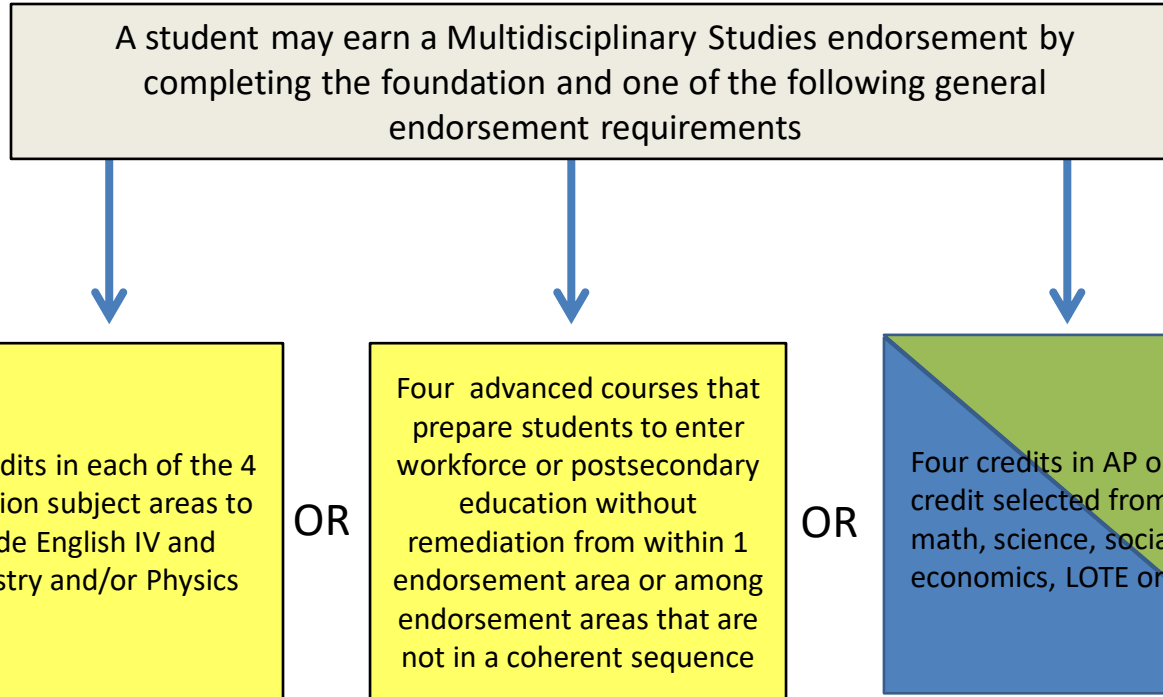 A student may earn a Multidisciplinary Studies endorsement by
completing the foundation and one of the following general
endorsement requirements
dits in each of the 4
ion subject areas to
de English IV and
stry and/or Physics
OR
Four advanced courses that
prepare students to enter
workforce or postsecondary
education without
remediation from within 1
endorsement area or among
endorsement areas that are
not in a coherent sequence
OR
Four credits in AP o
credit selected from
math, science, socia
economics, LOTE or